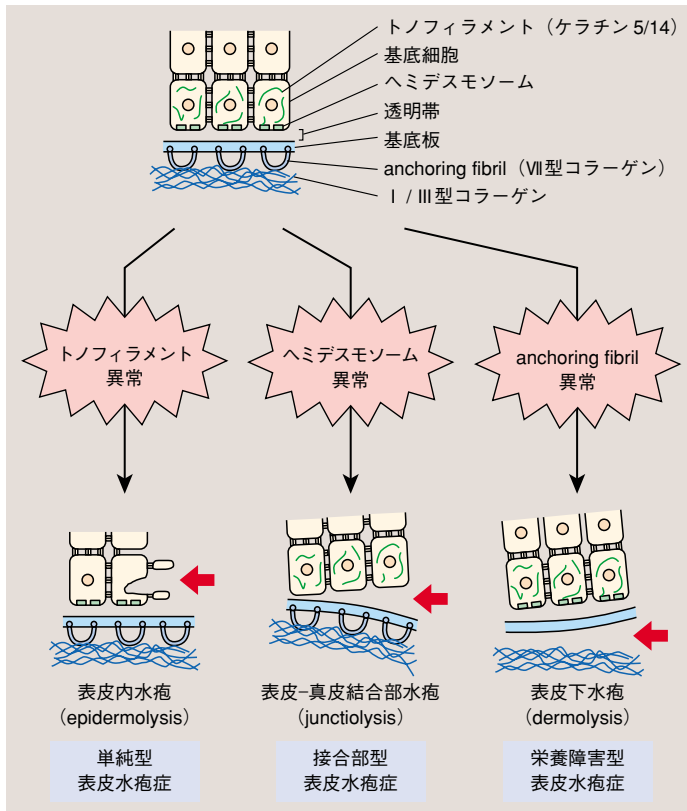 トノフィラメント（ケラチン 5/14）
基底細胞
ヘミデスモソーム
透明帯
基底板
anchoring fibril（Ⅶ型コラーゲン）
Ⅰ / Ⅲ型コラーゲン
トノフィラメント
異常
ヘミデスモソーム
異常
anchoring fibril
異常
表皮内水疱
(epidermolysis)
単純型
表皮水疱症
表皮–真皮結合部水疱
(junctiolysis)
接合部型
表皮水疱症
表皮下水疱
(dermolysis)
栄養障害型
表皮水疱症